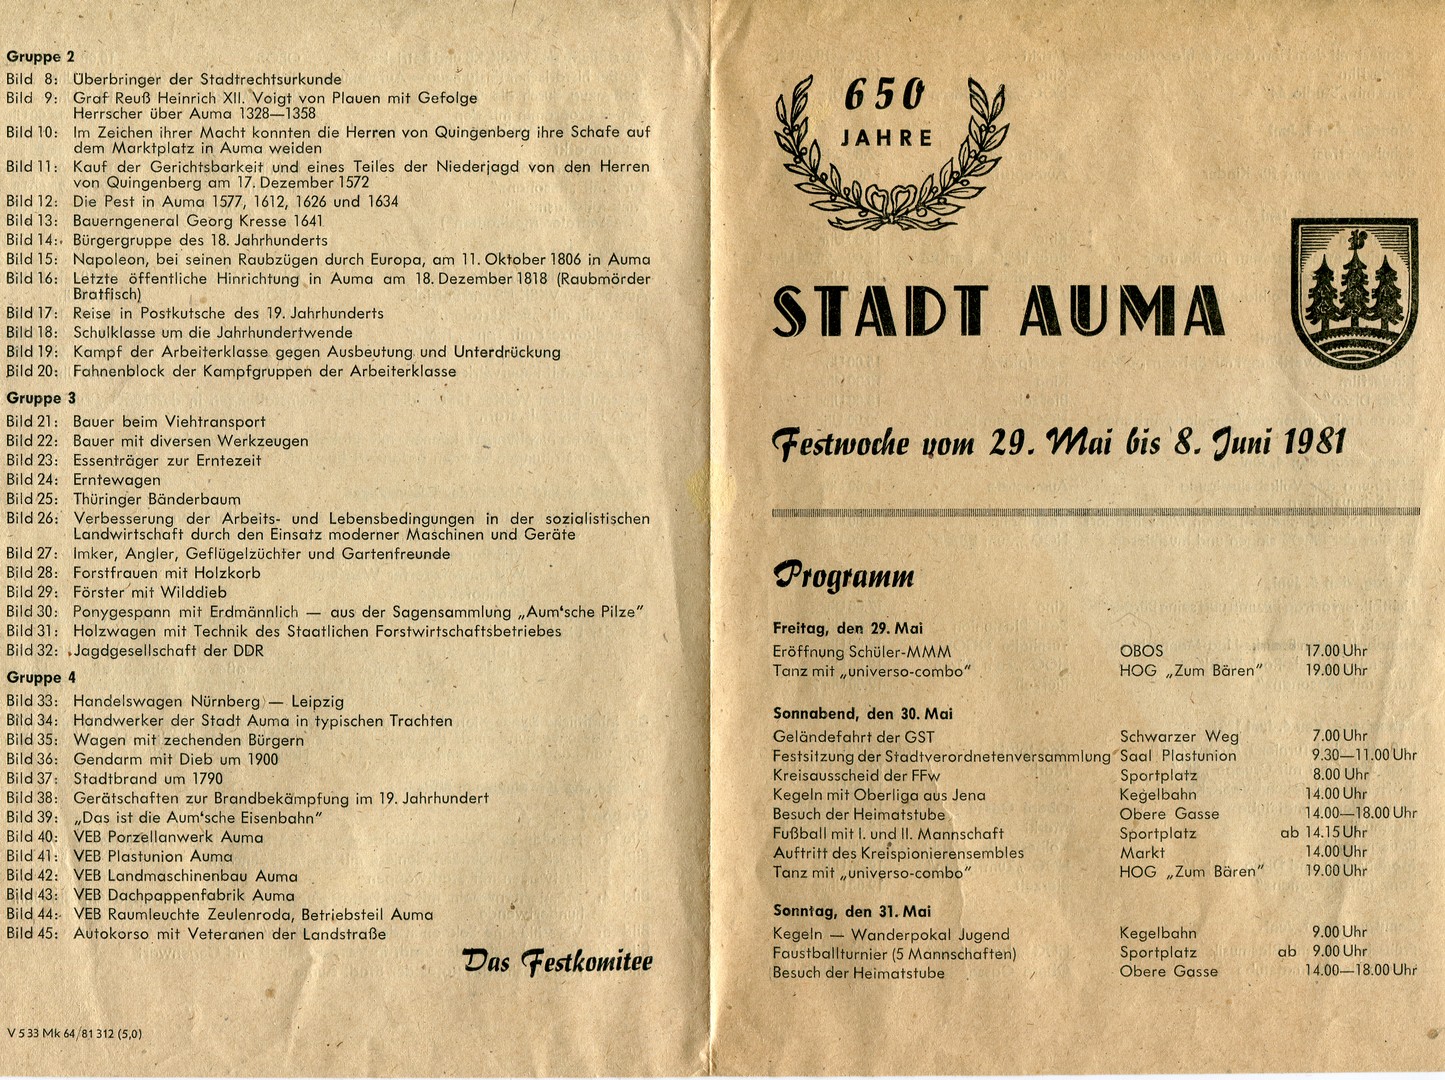 Gruppe 2
Bild 8: Überbringer der Stadtrechtsurkunde
Bild 9: Graf Reuß Heinrich XII. Voigt von Plauen mit Gefolge
Herrscher über Auma 1328—1358
Bild 10: Im Zeichen ihrer Macht konnten die Herren von Quingenberg ihre Schafe auf
dem Marktplatz in Auma weiden
Bild 11: Kauf der Gerichtsbarkeit und eines Teiles der Niederjagd von den Herren
von Quingenberg am 17. Dezember 1572
Bild 12: Die Pest in Auma 1577, 1612, 1626 und 1634
Bild 13: Bauerngeneral Georg Kresse 1641
Bild 14: Bürgergruppe des 18. Jahrhunderts
Bild 15: Napoleon, bei seinen Raubzügen durch Europa, am 11. Oktober 1806 in Auma
Bild 16: Letzte öffentliche Hinrichtung in Auma am 18. Dezember 1818 (Raubmörder
Bratfisch)
Bild 17: Reise in Postkutsche des 19. Jahrhunderts
Bild 18: Schulklasse um die Jahrhundertwende
Bild 19: Kampf der Arbeiterklasse gegen Ausbeutung und Unterdrückung
Bild 20: Fahnenblock der Kampfgruppen der Arbeiterklasse
Gruppe 3
Bild 21: Bauer beim Viehtransport
Bild 22: Bauer mit diversen Werkzeugen
Bild 23: Essenträger zur Erntezeit
Bild 24: Erntewagen
Bild 25: Thüringer Bänderbaum
Bild 26: Verbesserung der Arbeits- und Lebensbedingungen in der sozialistischen
Landwirtschaft durch den Einsatz moderner Maschinen und Geräte
Bild 27: Imker, Angler, Geflügelzüchter und Gartenfreunde
Bild 28: Forstfrauen mit Holzkorb
Bild 29: Förster mit Wilddieb
Bild 30: Ponygespann mit Erdmännlich — aus der Sagensammlung „Aum‘sche Pilze“
Bild 31: Holzwagen mit Technik des Staatlichen Forstwirtschaftsbetriebes
Bild 32: Jagdgesellschaft der DDR
Gruppe 4
Bild 33: Handelswagen Nürnberg — Leipzig
Bild 34: Handwerker der Stadt Auma in typischen Trachten
Bild 35: Wagen mit zechenden Bürgern
Bild 36: Gendarm mit Dieb um 1900
Bild 37: Stadtbrand um 1790
Bild 38: Gerätschaften zur Brandbekämpfung im 19. Jahrhundert
Bild 39: „Das ist die Aum‘sche Eisenbahn“
Bild 40: VEB Porzellanwerk Auma
Bild 41: VEB Plastunion Auma
Bild 42: VEB Landmaschinenbau Auma
Bild 43: VEB Dachpappenfabrik Auma
Bild 44: VEB Raumleuchte Zeulenroda, Betriebsteil Auma
Bild 45: Autokorso mit Veteranen der Landstraße
Das Festkomitee
V 5 33 Mk 64/81 312 (5,0)
650
JAHRE
STADT AUMA
Festwoche vom 29. Mai bis 8. Juni 1981
Programm
Freitag, den 29. Mai
Eröffnung Schüler-MMM OBOS 17.00 Uhr
Tanz mit „universo-combo“ HOG „Zum Bären“ 19.00 Uhr
Sonnabend, den 30. Mai
Geländefahrt der GST Schwarzer Weg 7.00 Uhr
Festsitzung der Stadtverordnetenversammlung Saal Plastunion 9.30—11.00 Uhr
Kreisausscheid der FFw Sportplatz 8.00 Uhr
Kegeln mit Oberliga aus Jena Kegelbahn 14.00 Uhr
Besuch der Heimatstube Obere Gasse 14.00—18.00 Uhr
Fußball mit I. und II. Mannschaft Sportplatz ab 14.15 Uhr
Auftritt des Kreispionierensembles Markt 14.00 Uhr
Tanz mit „universo-combo“ HOG „Zum Bären“ 19.00 Uhr
Sonntag, den 31. Mai
Kegeln — Wanderpokal Jugend Kegelbahn 9.00 Uhr
Faustballturnier (5 Mannschaften) Sportplatz ab 9.00 Uhr
Besuch der Heimatstube Obere Gasse 14.00—18.00 Uhr